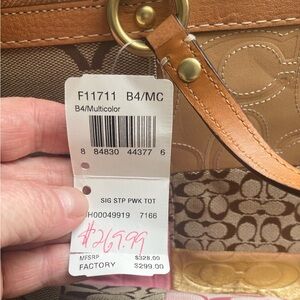 F11711 B4/MC
B4/Multicolor
8 84830 44377 6
SIG STP PWK TOT
H00049919 7166
$269.99
MFSRP $328.00
FACTORY $299.00